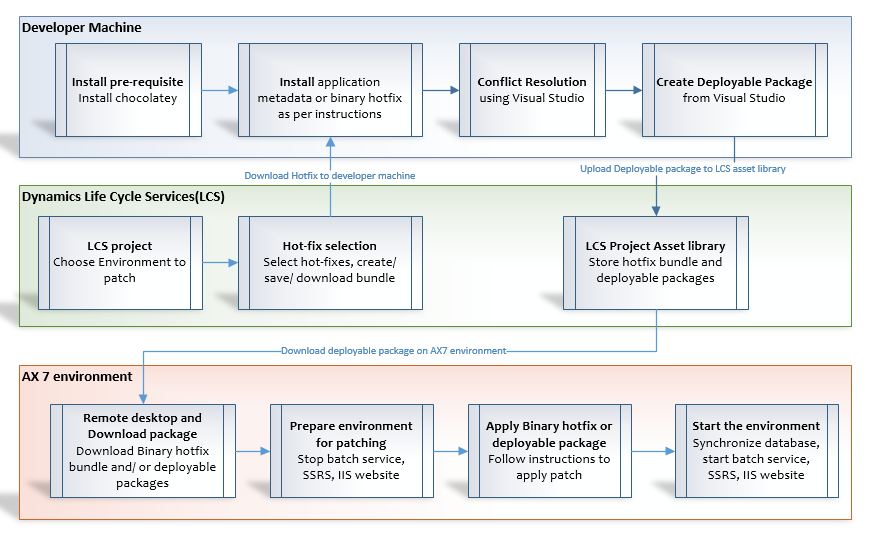 Developer Machine
Install pre-requisite
Install chocolatey
Install application
metadata or binary hotfix
as per instructions
Conflict Resolution
using Visual Studio
Create Deployable Package
from Visual Studio
Download Hotfix to developer machine
Upload Deployable package to LCS asset library
Dynamics Life Cycle Services(LCS)
LCS project
Choose Environment to
patch
Hot-fix selection
Select hot-fixes, create/
save/ download bundle
LCS Project Asset library
Store hotfix bundle and
deployable packages
Download deployable package on AX7 environment
AX 7 environment
Remote desktop and
Download package
Download Binary hotfix
bundle and/ or deployable
packages
Prepare environment
for patching
Stop batch service,
SSRS, IIS website
Apply Binary hotfix or
deployable package
Follow instructions to
apply patch
Start the environment
Synchronize database,
start batch service,
SSRS, IIS website